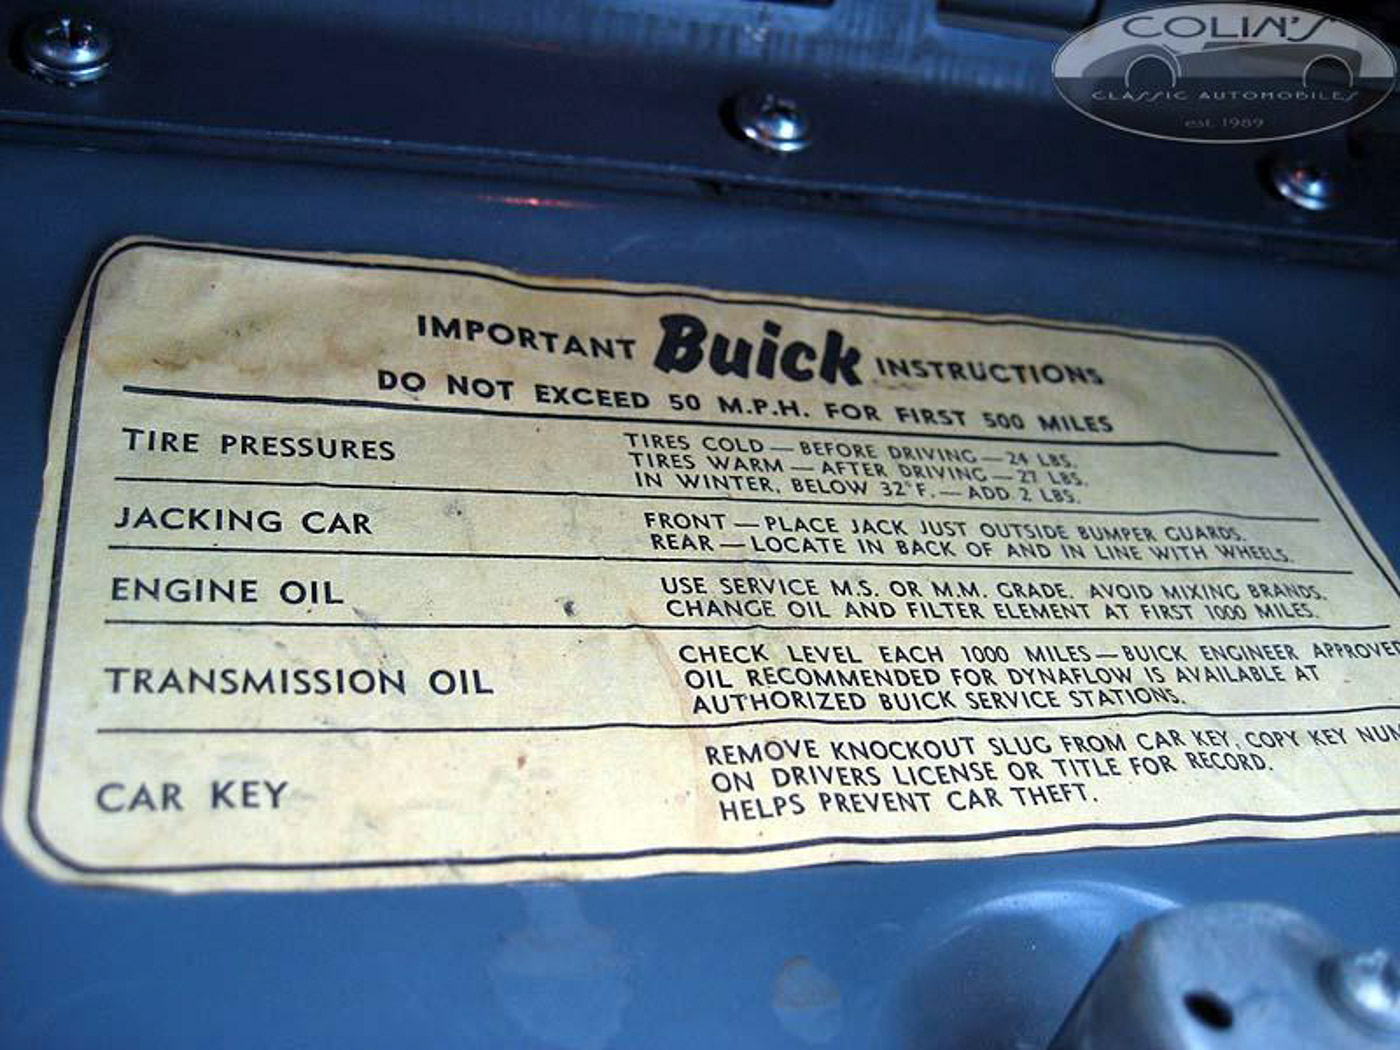 COLIN'S
CLASSIC AUTOMOBILES
est. 1989
IMPORTANT Buick INSTRUCTIONS
DO NOT EXCEED 50 M.P.H. FOR FIRST 500 MILES
TIRE PRESSURES
TIRES COLD — BEFORE DRIVING — 24 LBS.
TIRES WARM — AFTER DRIVING — 27 LBS.
IN WINTER, BELOW 32°F. — ADD 2 LBS.
JACKING CAR
FRONT — PLACE JACK JUST OUTSIDE BUMPER GUARDS.
REAR — LOCATE IN BACK OF AND IN LINE WITH WHEELS.
ENGINE OIL
USE SERVICE M.S. OR M.M. GRADE. AVOID MIXING BRANDS.
CHANGE OIL AND FILTER ELEMENT AT FIRST 1000 MILES.
TRANSMISSION OIL
CHECK LEVEL EACH 1000 MILES — BUICK ENGINEER APPROVED
OIL RECOMMENDED FOR DYNAFLOW IS AVAILABLE AT
AUTHORIZED BUICK SERVICE STATIONS.
CAR KEY
REMOVE KNOCKOUT SLUG FROM CAR KEY. COPY KEY NUM
ON DRIVERS LICENSE OR TITLE FOR RECORD.
HELPS PREVENT CAR THEFT.